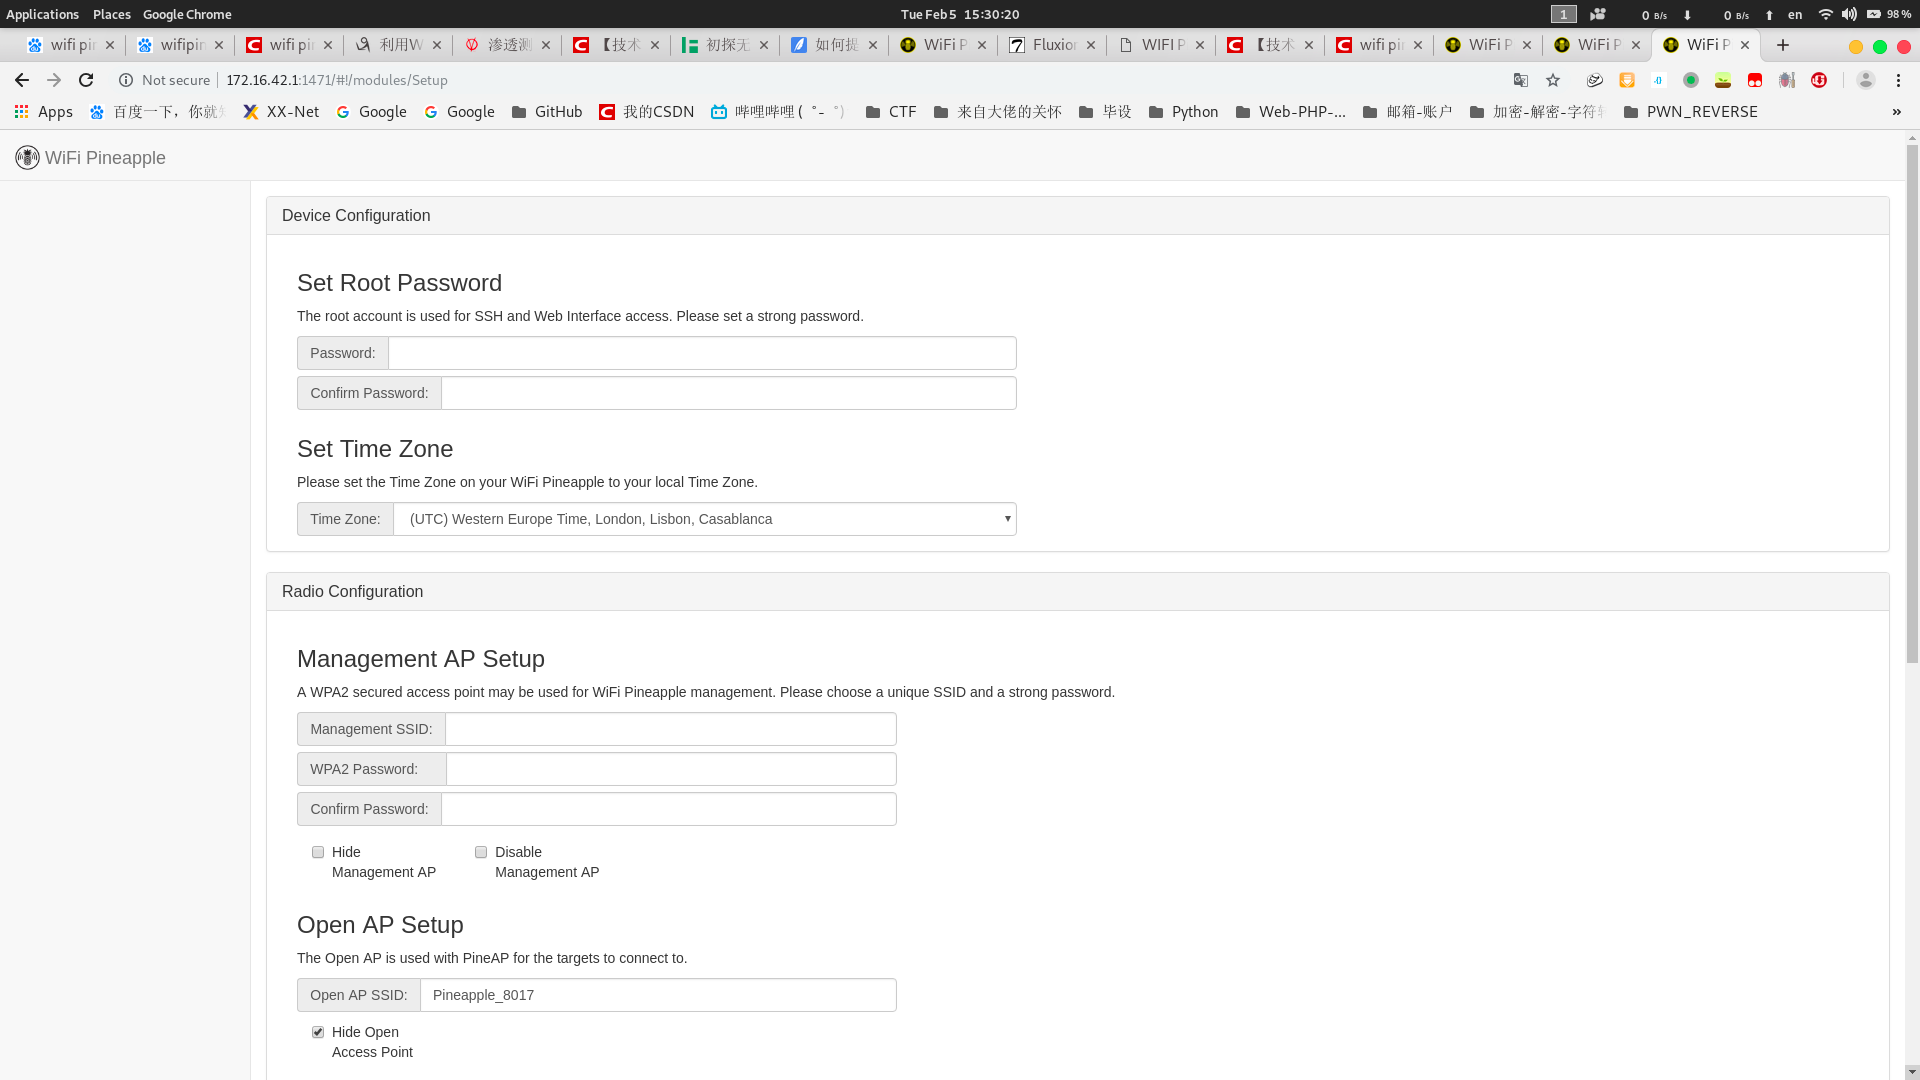 Applications Places Google Chrome Tue Feb 5 15:30:20 1 0 B/s 0 B/s en 98 %
wifi pin wifipin wifi pin 利用W 渗透测 【技术 初探无 如何提 WiFi P Fluxion WIFI P 【技术 wifi pin WiFi P WiFi P WiFi P
Not secure 172.16.42.1:1471/#!/modules/Setup
Apps 百度一下，你就知 XX-Net Google Google GitHub 我的CSDN 哔哩哔哩 ( ゜- ゜) CTF 来自大佬的关怀 毕设 Python Web-PHP-... 邮箱-账户 加密-解密-字符转 PWN_REVERSE »
WiFi Pineapple
Device Configuration
Set Root Password
The root account is used for SSH and Web Interface access. Please set a strong password.
Password:
Confirm Password:
Set Time Zone
Please set the Time Zone on your WiFi Pineapple to your local Time Zone.
Time Zone: (UTC) Western Europe Time, London, Lisbon, Casablanca
Radio Configuration
Management AP Setup
A WPA2 secured access point may be used for WiFi Pineapple management. Please choose a unique SSID and a strong password.
Management SSID:
WPA2 Password:
Confirm Password:
Hide Disable
Management AP Management AP
Open AP Setup
The Open AP is used with PineAP for the targets to connect to.
Open AP SSID: Pineapple_8017
Hide Open
Access Point